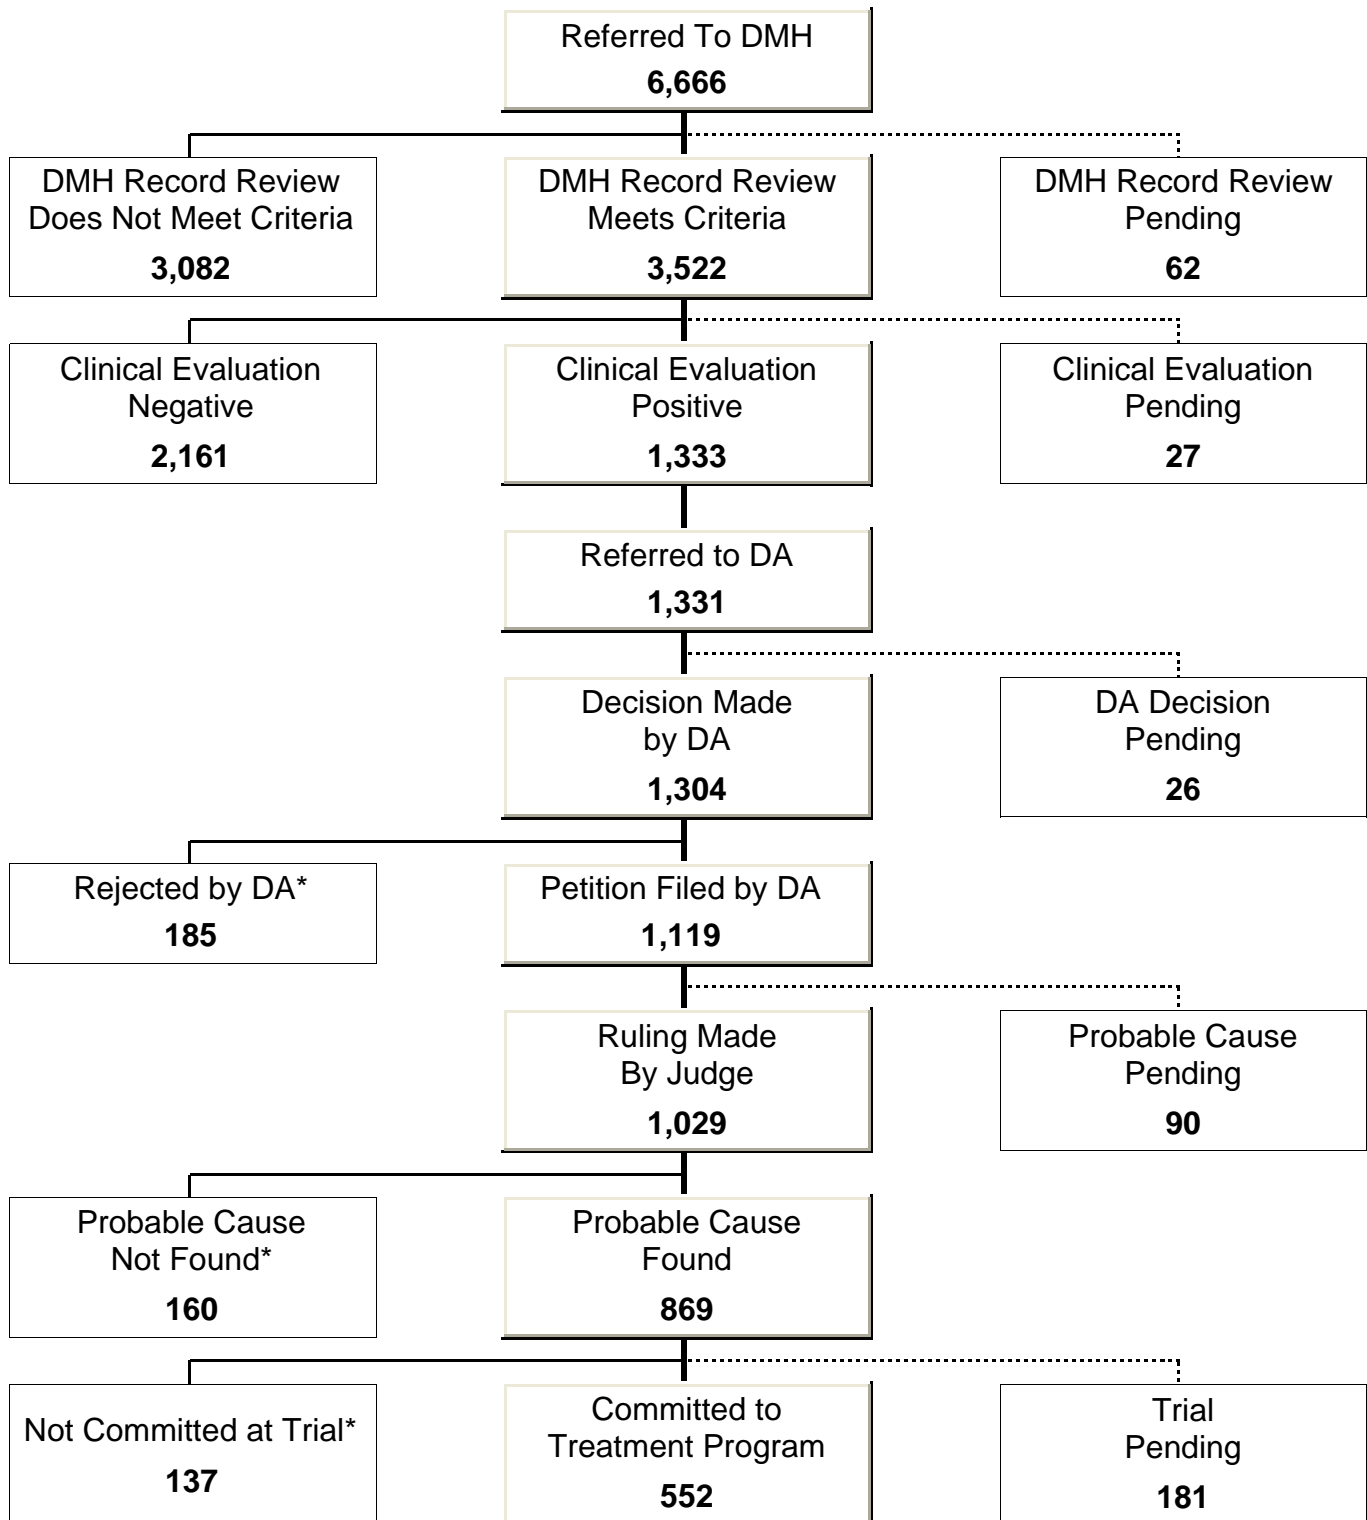 Referred To DMH
6,666
DMH Record Review
Does Not Meet Criteria
3,082
DMH Record Review
Meets Criteria
3,522
DMH Record Review
Pending
62
Clinical Evaluation
Negative
2,161
Clinical Evaluation
Positive
1,333
Clinical Evaluation
Pending
27
Referred to DA
1,331
Decision Made
by DA
1,304
DA Decision
Pending
26
Rejected by DA*
185
Petition Filed by DA
1,119
Ruling Made
By Judge
1,029
Probable Cause
Pending
90
Probable Cause
Not Found*
160
Probable Cause
Found
869
Not Committed at Trial*
137
Committed to
Treatment Program
552
Trial
Pending
181